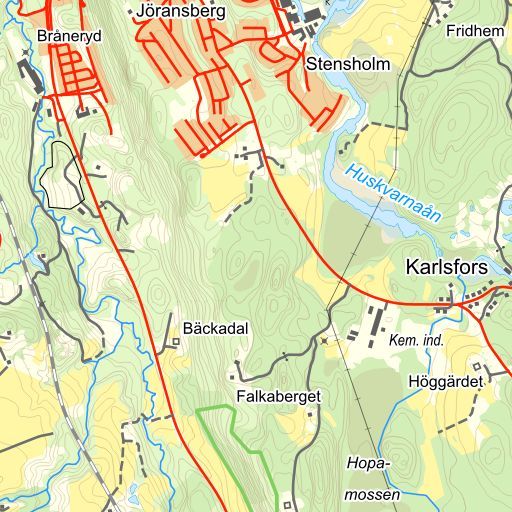 Jöransberg
Bråneryd
Fridhem
Stensholm
Huskvarnaån
Karlsfors
Bäckadal
Kem. ind.
Höggärdet
Falkaberget
Hopa-
mossen